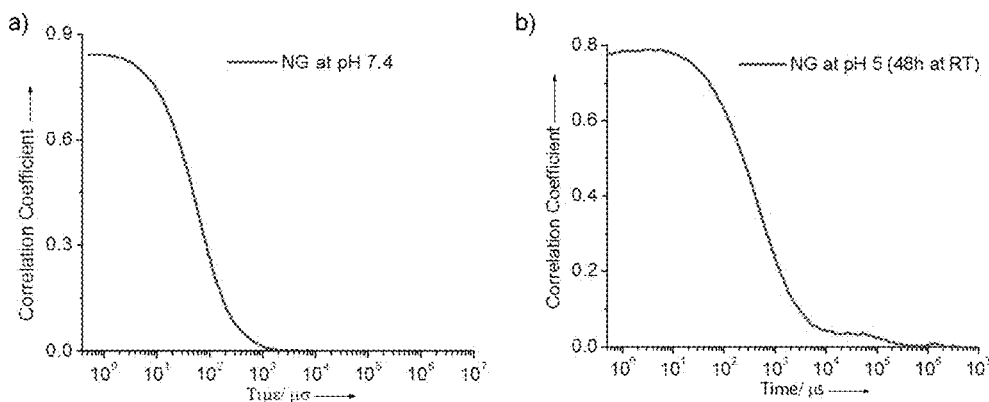 a)
NG at pH 7.4
Correlation Coefficient
0.9
0.6
0.3
0.0
10^0 10^1 10^2 10^3 10^4 10^5 10^6 10^7
Τιμε/ μσ
b)
NG at pH 5 (48h at RT)
Correlation Coefficient
0.8
0.6
0.4
0.2
0.0
10^0 10^1 10^2 10^3 10^4 10^5 10^6 10^7
Time/ μs